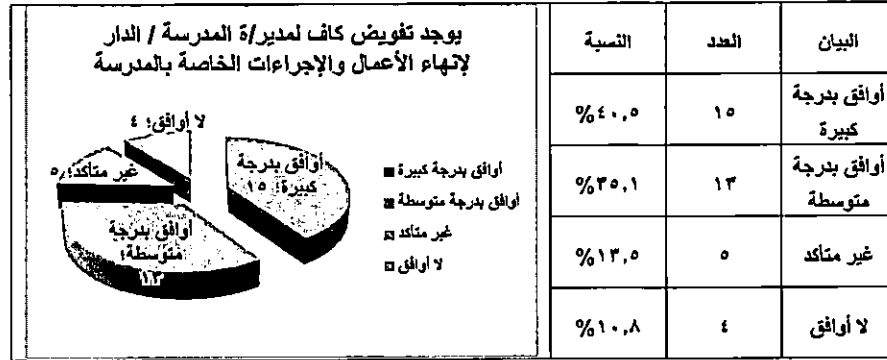 يوجد تفويض كاف لمدير/ة المدرسة / الدار
لإنهاء الأعمال والإجراءات الخاصة بالمدرسة
لا أوافق؛ ٤
غير متأكد؛ ٥
أوافق بدرجة
كبيرة؛ ١٥
أوافق بدرجة
متوسطة؛
١٣
أوافق بدرجة كبيرة
أوافق بدرجة متوسطة
غير متأكد
لا أوافق
البيان العدد النسبة
أوافق بدرجة
كبيرة
١٥ ٤٠,٥%
أوافق بدرجة
متوسطة
١٣ ٣٥,١%
غير متأكد ٥ ١٣,٥%
لا أوافق ٤ ١٠,٨%